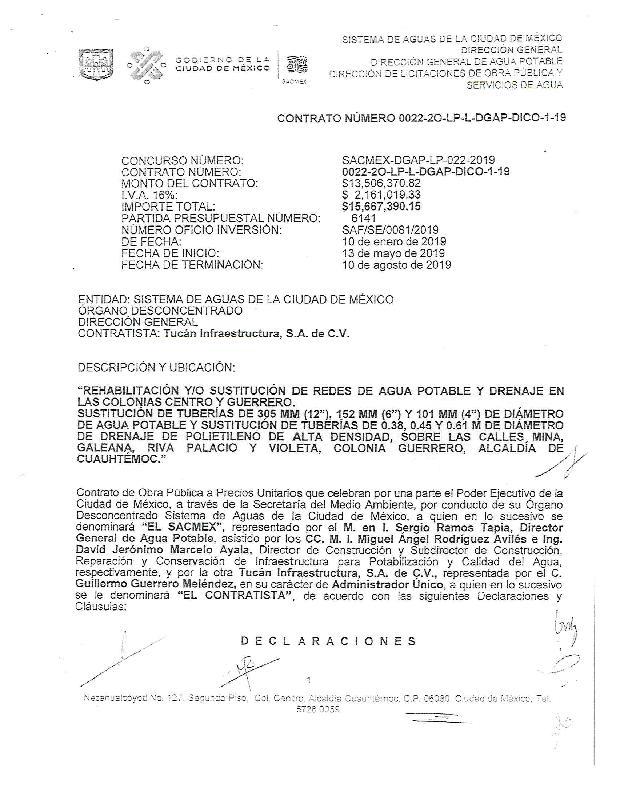 SISTEMA DE AGUAS DE LA CIUDAD DE MÉXICO
DIRECCIÓN GENERAL
DIRECCIÓN GENERAL DE AGUA POTABLE
DIRECCIÓN DE LICITACIONES DE OBRA PÚBLICA Y
SERVICIOS DE AGUA
GOBIERNO DE LA
CIUDAD DE MÉXICO
SACMEX
CONTRATO NÚMERO 0022-2O-LP-L-DGAP-DICO-1-19
CONCURSO NÚMERO: SACMEX-DGAP-LP-022-2019
CONTRATO NÚMERO: 0022-2O-LP-L-DGAP-DICO-1-19
MONTO DEL CONTRATO: $13,506,370.82
I.V.A. 16%: $ 2,161,019.33
IMPORTE TOTAL: $15,667,390.15
PARTIDA PRESUPUESTAL NÚMERO: 6141
NÚMERO OFICIO INVERSIÓN: SAF/SE/0081/2019
DE FECHA: 10 de enero de 2019
FECHA DE INICIO: 13 de mayo de 2019
FECHA DE TERMINACIÓN: 10 de agosto de 2019
ENTIDAD: SISTEMA DE AGUAS DE LA CIUDAD DE MÉXICO
ÓRGANO DESCONCENTRADO
DIRECCIÓN GENERAL
CONTRATISTA: Tucán Infraestructura, S.A. de C.V.
DESCRIPCIÓN Y UBICACIÓN:
"REHABILITACIÓN Y/O SUSTITUCIÓN DE REDES DE AGUA POTABLE Y DRENAJE EN
LAS COLONIAS CENTRO Y GUERRERO.
SUSTITUCIÓN DE TUBERÍAS DE 305 MM (12"), 152 MM (6") Y 101 MM (4") DE DIÁMETRO
DE AGUA POTABLE Y SUSTITUCIÓN DE TUBERÍAS DE 0.38, 0.45 Y 0.61 M DE DIÁMETRO
DE DRENAJE DE POLIETILENO DE ALTA DENSIDAD, SOBRE LAS CALLES MINA,
GALEANA, RIVA PALACIO Y VIOLETA, COLONIA GUERRERO, ALCALDÍA DE
CUAUHTÉMOC."
Contrato de Obra Pública a Precios Unitarios que celebran por una parte el Poder Ejecutivo de la
Ciudad de México, a través de la Secretaría del Medio Ambiente, por conducto de su Órgano
Desconcentrado Sistema de Aguas de la Ciudad de México, a quien en lo sucesivo se
denominará "EL SACMEX", representado por el M. en I. Sergio Ramos Tapia, Director
General de Agua Potable, asistido por los CC. M. I. Miguel Ángel Rodríguez Avilés e Ing.
David Jerónimo Marcelo Ayala, Director de Construcción y Subdirector de Construcción,
Reparación y Conservación de Infraestructura para Potabilización y Calidad del Agua,
respectivamente, y por la otra Tucán Infraestructura, S.A. de C.V., representada por el C.
Guillermo Guerrero Meléndez, en su carácter de Administrador Único, a quien en lo sucesivo
se le denominará "EL CONTRATISTA", de acuerdo con las siguientes Declaraciones y
Cláusulas:
DECLARACIONES
1
Nezahualcóyotl No. 127, Segundo Piso, Col. Centro, Alcaldía Cuauhtémoc, C.P. 06080, Ciudad de México, Tel.
5728 0059